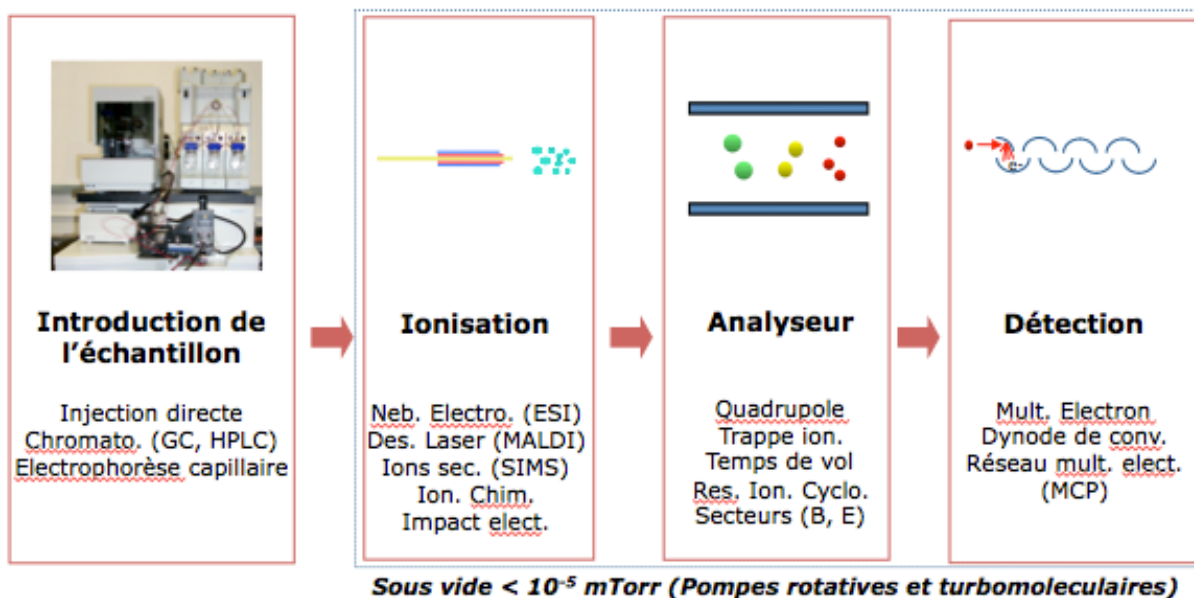 Introduction de
l'échantillon
Injection directe
Chromato. (GC, HPLC)
Electrophorèse capillaire
Ionisation
Neb. Electro. (ESI)
Des. Laser (MALDI)
Ions sec. (SIMS)
Ion. Chim.
Impact elect.
Analyseur
Quadrupole
Trappe ion.
Temps de vol
Res. Ion. Cyclo.
Secteurs (B, E)
e-
Détection
Mult. Electron
Dynode de conv.
Réseau mult. elect.
(MCP)
Sous vide < 10⁻⁵ mTorr (Pompes rotatives et turbomoleculaires)